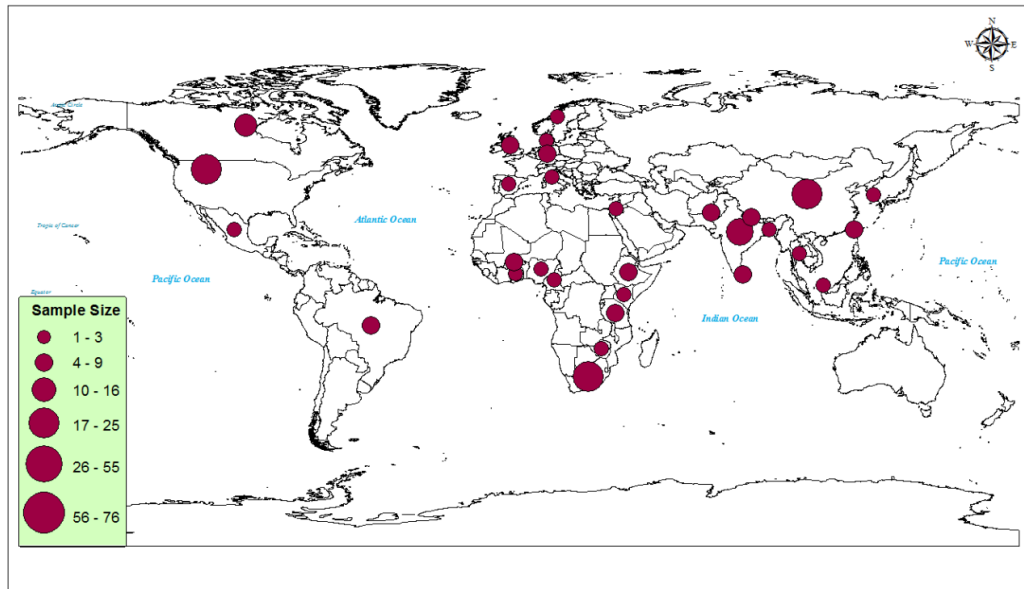 N
W E
S
Arctic Circle
Atlantic Ocean
Tropic of Cancer
Pacific Ocean
Pacific Ocean
Equator
Indian Ocean
Sample Size
1 - 3
4 - 9
10 - 16
17 - 25
26 - 55
56 - 76